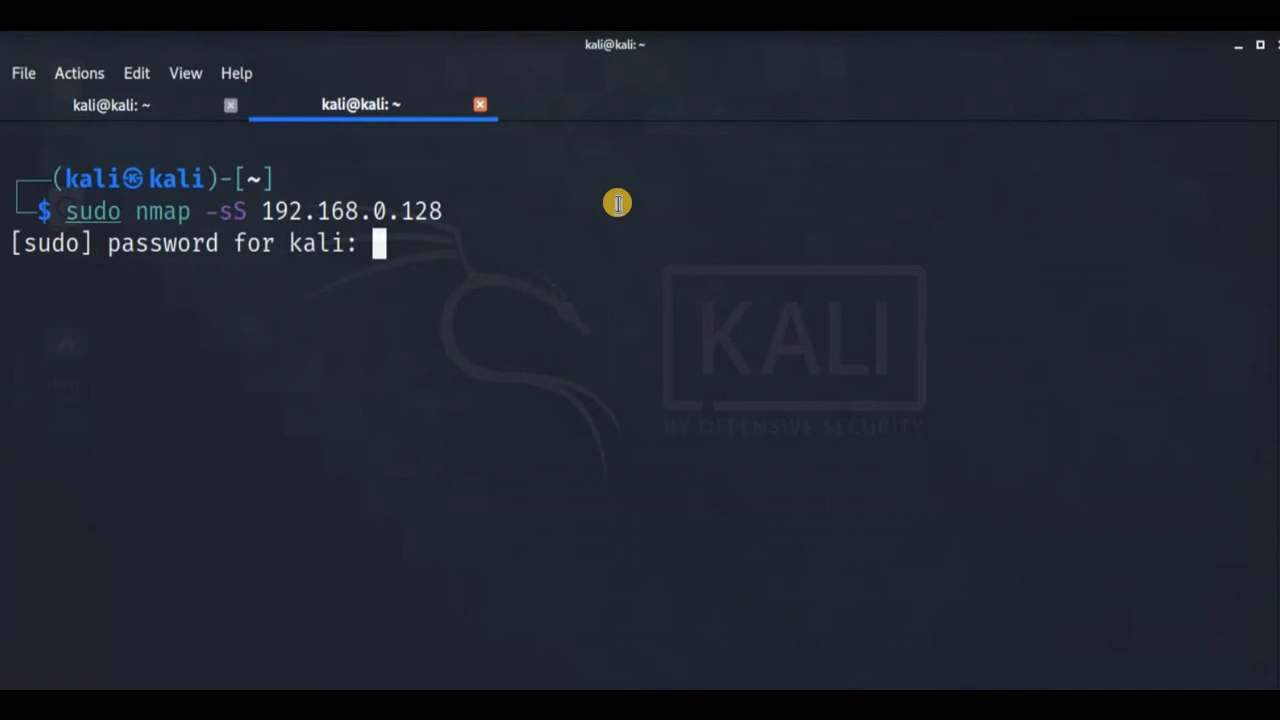 kali@kali: ~
File Actions Edit View Help
kali@kali: ~ kali@kali: ~
(kali㉿kali)-[~]
$ sudo nmap -sS 192.168.0.128
[sudo] password for kali:
KALI
BY OFFENSIVE SECURITY